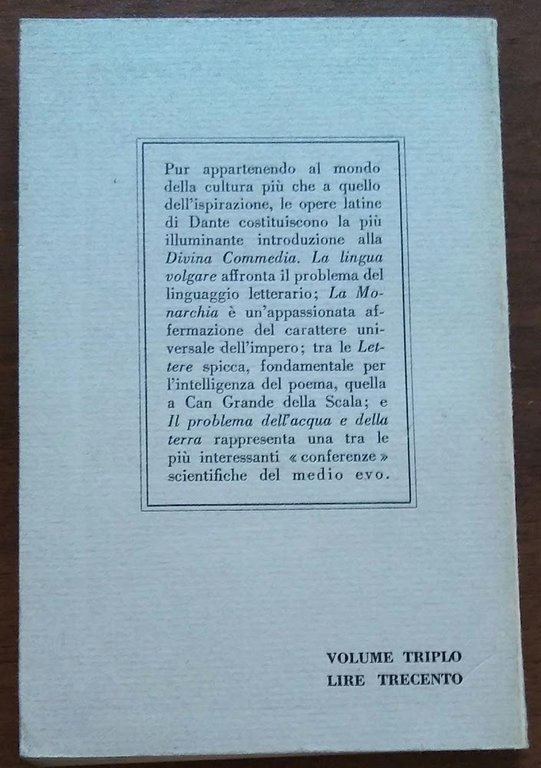 Pur appartenendo al mondo
della cultura più che a quello
dell'ispirazione, le opere latine
di Dante costituiscono la più
illuminante introduzione alla
Divina Commedia. La lingua
volgare affronta il problema del
linguaggio letterario; La Mo-
narchia è un'appassionata af-
fermazione del carattere uni-
versale dell'impero; tra le Let-
tere spicca, fondamentale per
l'intelligenza del poema, quella
a Can Grande della Scala; e
Il problema dell'acqua e della
terra rappresenta una tra le
più interessanti « conferenze »
scientifiche del medio evo.
VOLUME TRIPLO
LIRE TRECENTO